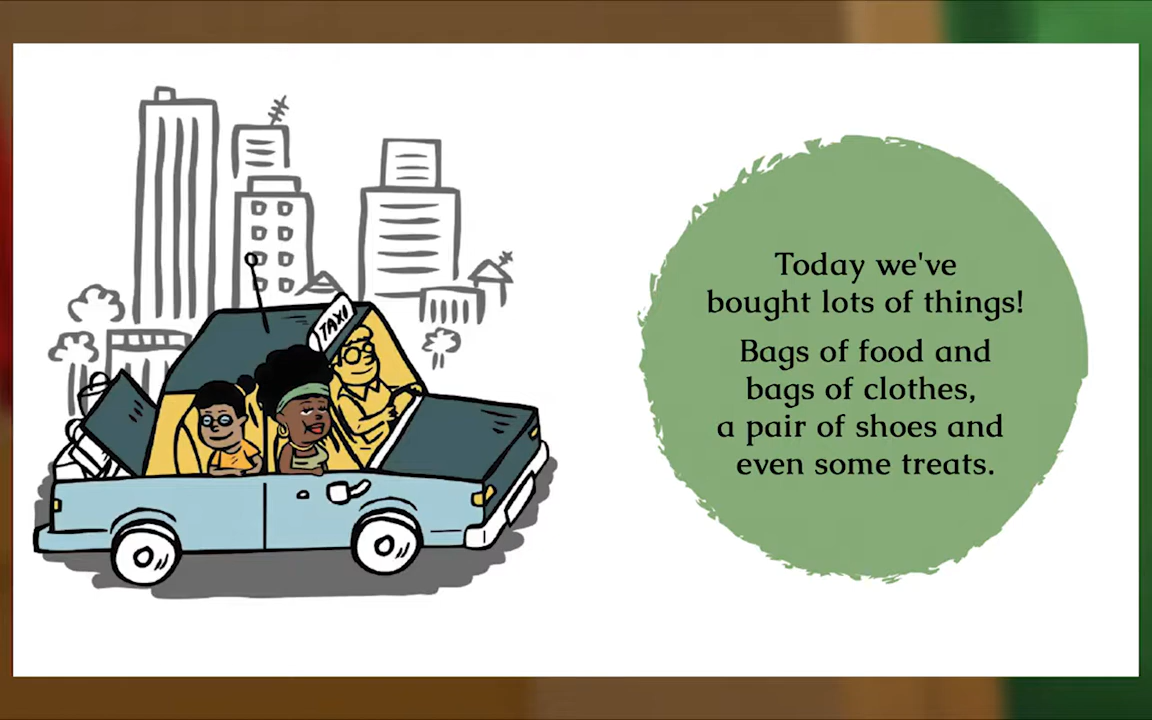 TAXI
Today we've
bought lots of things!
Bags of food and
bags of clothes,
a pair of shoes and
even some treats.